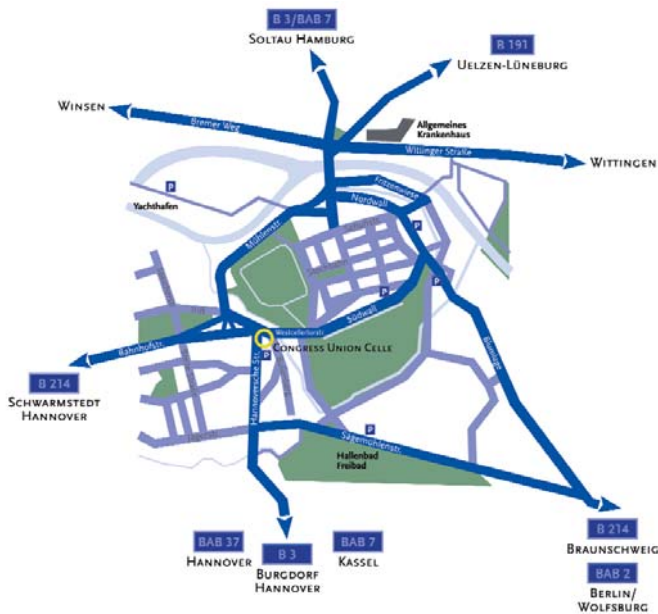 B 3/BAB 7
SOLTAU HAMBURG
B 191
UELZEN-LÜNEBURG
WINSEN
Bremer Weg
Allgemeines
Krankenhaus
Wittinger Straße
WITTINGEN
P
Yachthafen
Fritzenwiese
Nordwall
Mühlenstr.
P
P
P
Südwall
Westcellertorstr.
CONGRESS UNION CELLE
P
Bahnhofstr.
Blumlage
B 214
SCHWARMSTEDT
HANNOVER
Hannoversche Str.
P
Sägemühlenstr.
Hallenbad
Freibad
B 214
BRAUNSCHWEIG
BAB 37
HANNOVER
B 3
BURGDORF
HANNOVER
BAB 7
KASSEL
BAB 2
BERLIN/
WOLFSBURG